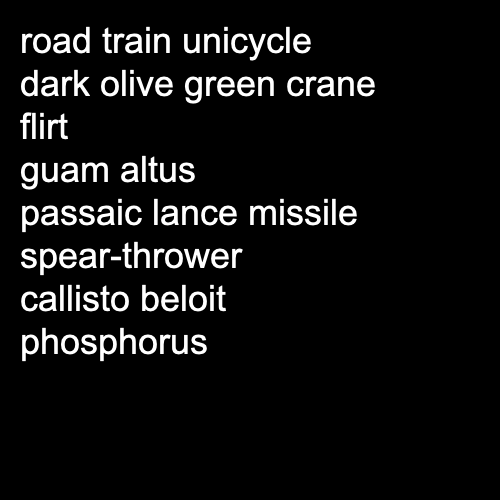 road train unicycle
dark olive green crane
flirt
guam altus
passaic lance missile
spear-thrower
callisto beloit
phosphorus